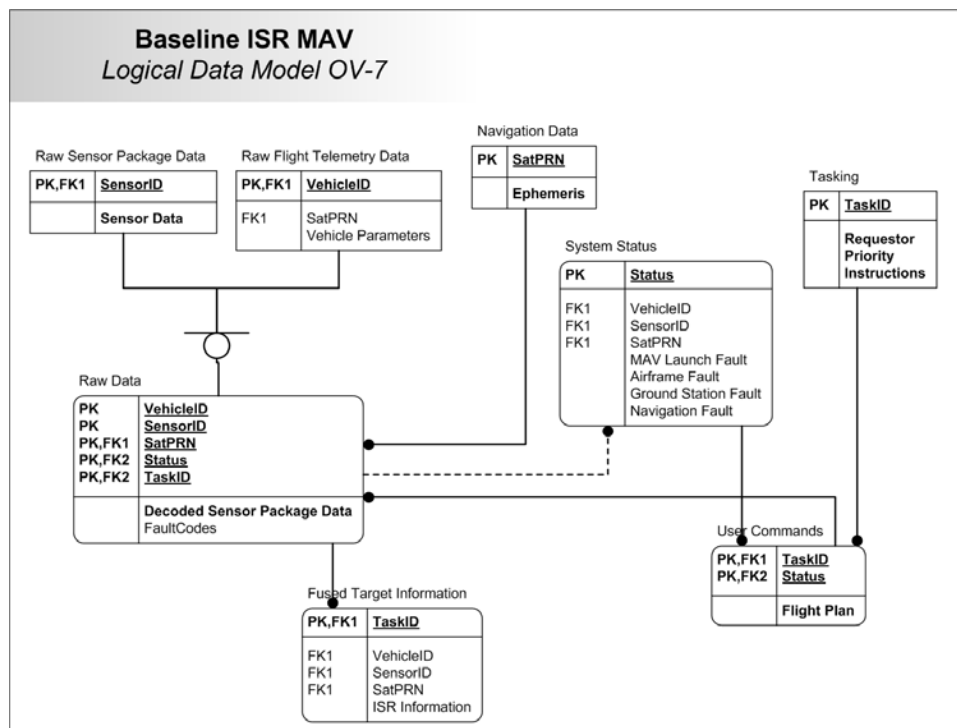 Baseline ISR MAV
Logical Data Model OV-7
Raw Sensor Package Data
PK,FK1 SensorID
Sensor Data
Raw Flight Telemetry Data
PK,FK1 VehicleID
FK1 SatPRN
Vehicle Parameters
Navigation Data
PK SatPRN
Ephemeris
Tasking
PK TaskID
Requestor
Priority
Instructions
System Status
PK Status
FK1 VehicleID
FK1 SensorID
FK1 SatPRN
MAV Launch Fault
Airframe Fault
Ground Station Fault
Navigation Fault
Raw Data
PK VehicleID
PK SensorID
PK,FK1 SatPRN
PK,FK2 Status
PK,FK2 TaskID
Decoded Sensor Package Data
FaultCodes
User Commands
PK,FK1 TaskID
PK,FK2 Status
Flight Plan
Fused Target Information
PK,FK1 TaskID
FK1 VehicleID
FK1 SensorID
FK1 SatPRN
ISR Information